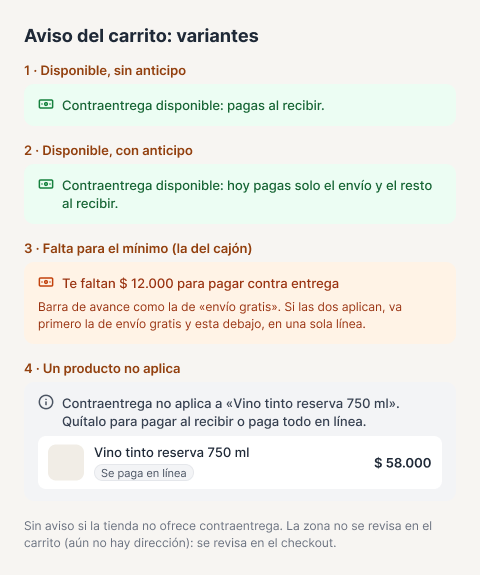 Aviso del carrito: variantes
1 · Disponible, sin anticipo
Contraentrega disponible: pagas al recibir.
2 · Disponible, con anticipo
Contraentrega disponible: hoy pagas solo el envío y el resto
al recibir.
3 · Falta para el mínimo (la del cajón)
Te faltan $ 12.000 para pagar contra entrega
Barra de avance como la de «envío gratis». Si las dos aplican, va
primero la de envío gratis y esta debajo, en una sola línea.
4 · Un producto no aplica
Contraentrega no aplica a «Vino tinto reserva 750 ml».
Quítalo para pagar al recibir o paga todo en línea.
Vino tinto reserva 750 ml
Se paga en línea
$ 58.000
Sin aviso si la tienda no ofrece contraentrega. La zona no se revisa en el
carrito (aún no hay dirección): se revisa en el checkout.